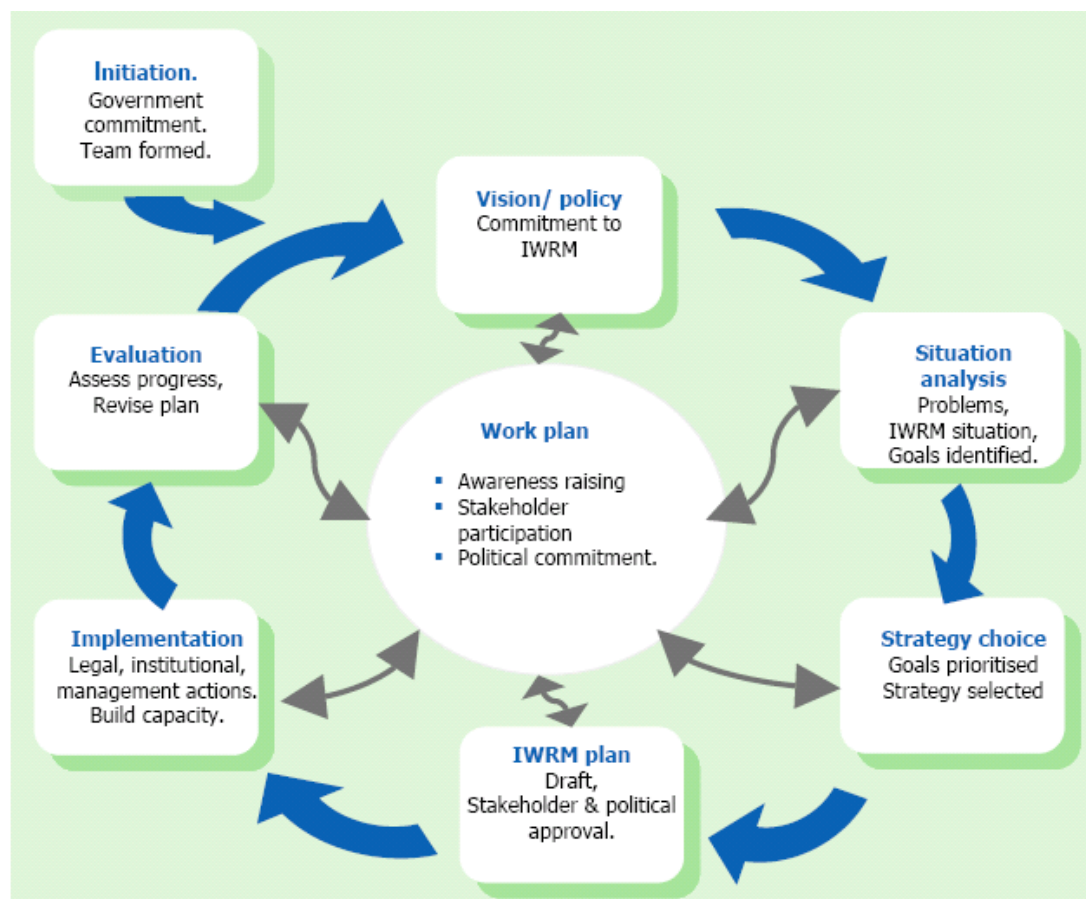 Initiation.
Government
commitment.
Team formed.
Vision/ policy
Commitment to
IWRM
Situation
analysis
Problems,
IWRM situation,
Goals identified.
Strategy choice
Goals prioritised
Strategy selected
IWRM plan
Draft,
Stakeholder & political
approval.
Implementation
Legal, institutional,
management actions.
Build capacity.
Evaluation
Assess progress,
Revise plan
Work plan
▪ Awareness raising
▪ Stakeholder
participation
▪ Political commitment.